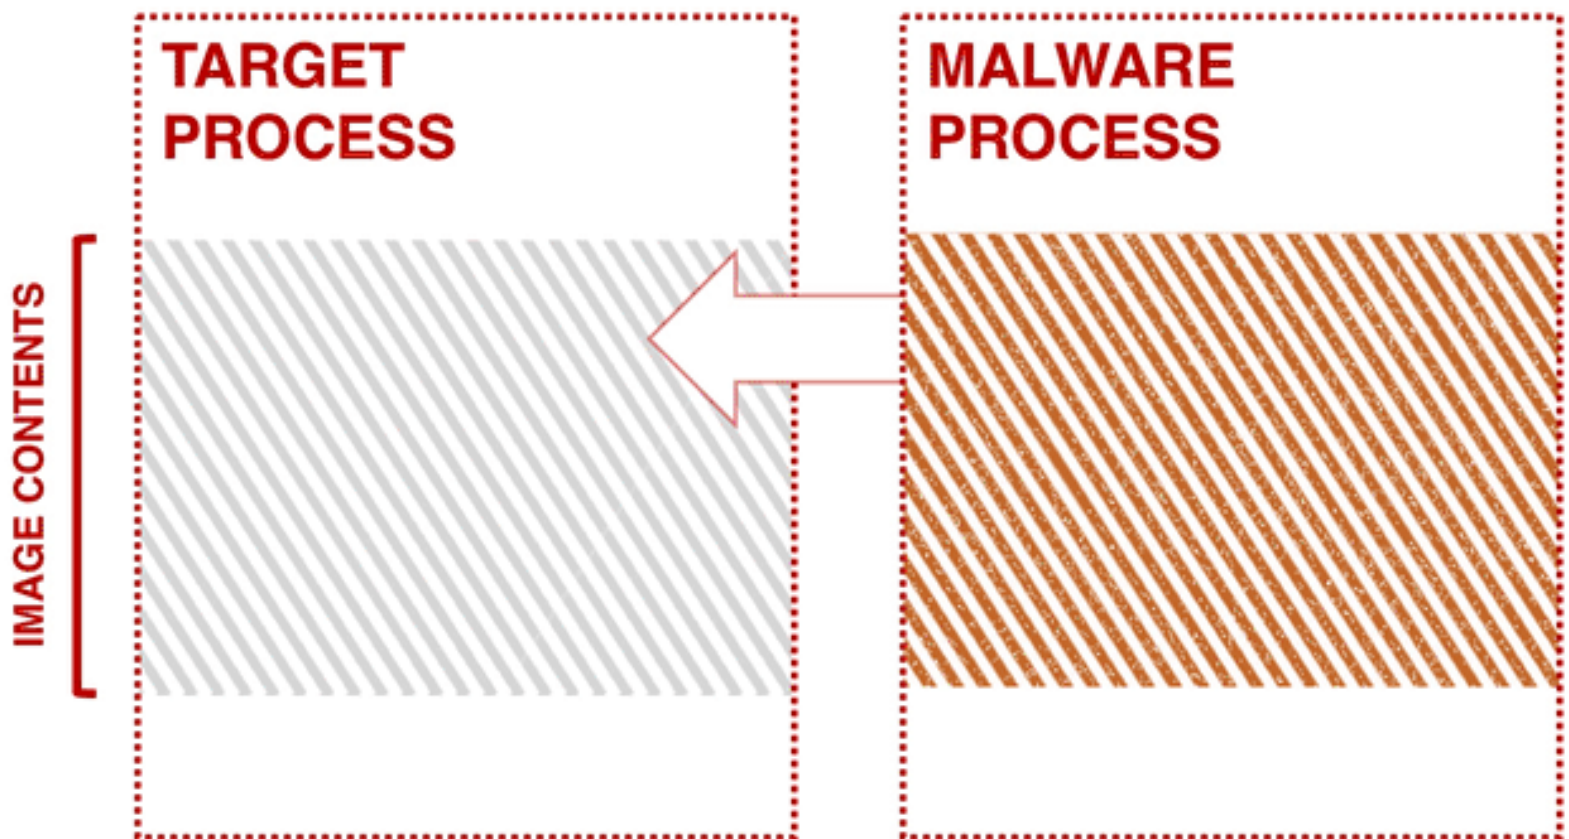 TARGET
PROCESS
MALWARE
PROCESS
IMAGE CONTENTS